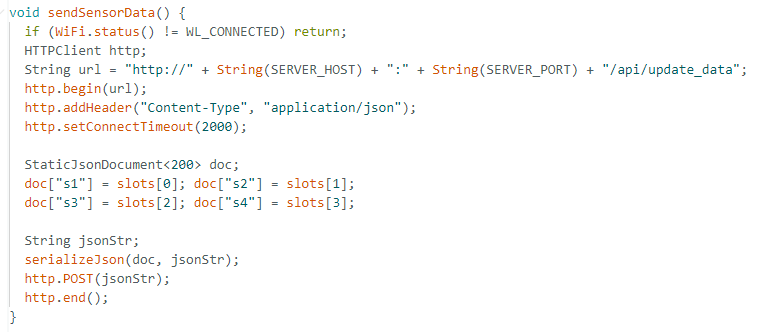 void sendSensorData() {
  if (WiFi.status() != WL_CONNECTED) return;
  HTTPClient http;
  String url = "http://" + String(SERVER_HOST) + ":" + String(SERVER_PORT) + "/api/update_data";
  http.begin(url);
  http.addHeader("Content-Type", "application/json");
  http.setConnectTimeout(2000);

  StaticJsonDocument<200> doc;
  doc["s1"] = slots[0]; doc["s2"] = slots[1];
  doc["s3"] = slots[2]; doc["s4"] = slots[3];

  String jsonStr;
  serializeJson(doc, jsonStr);
  http.POST(jsonStr);
  http.end();
}